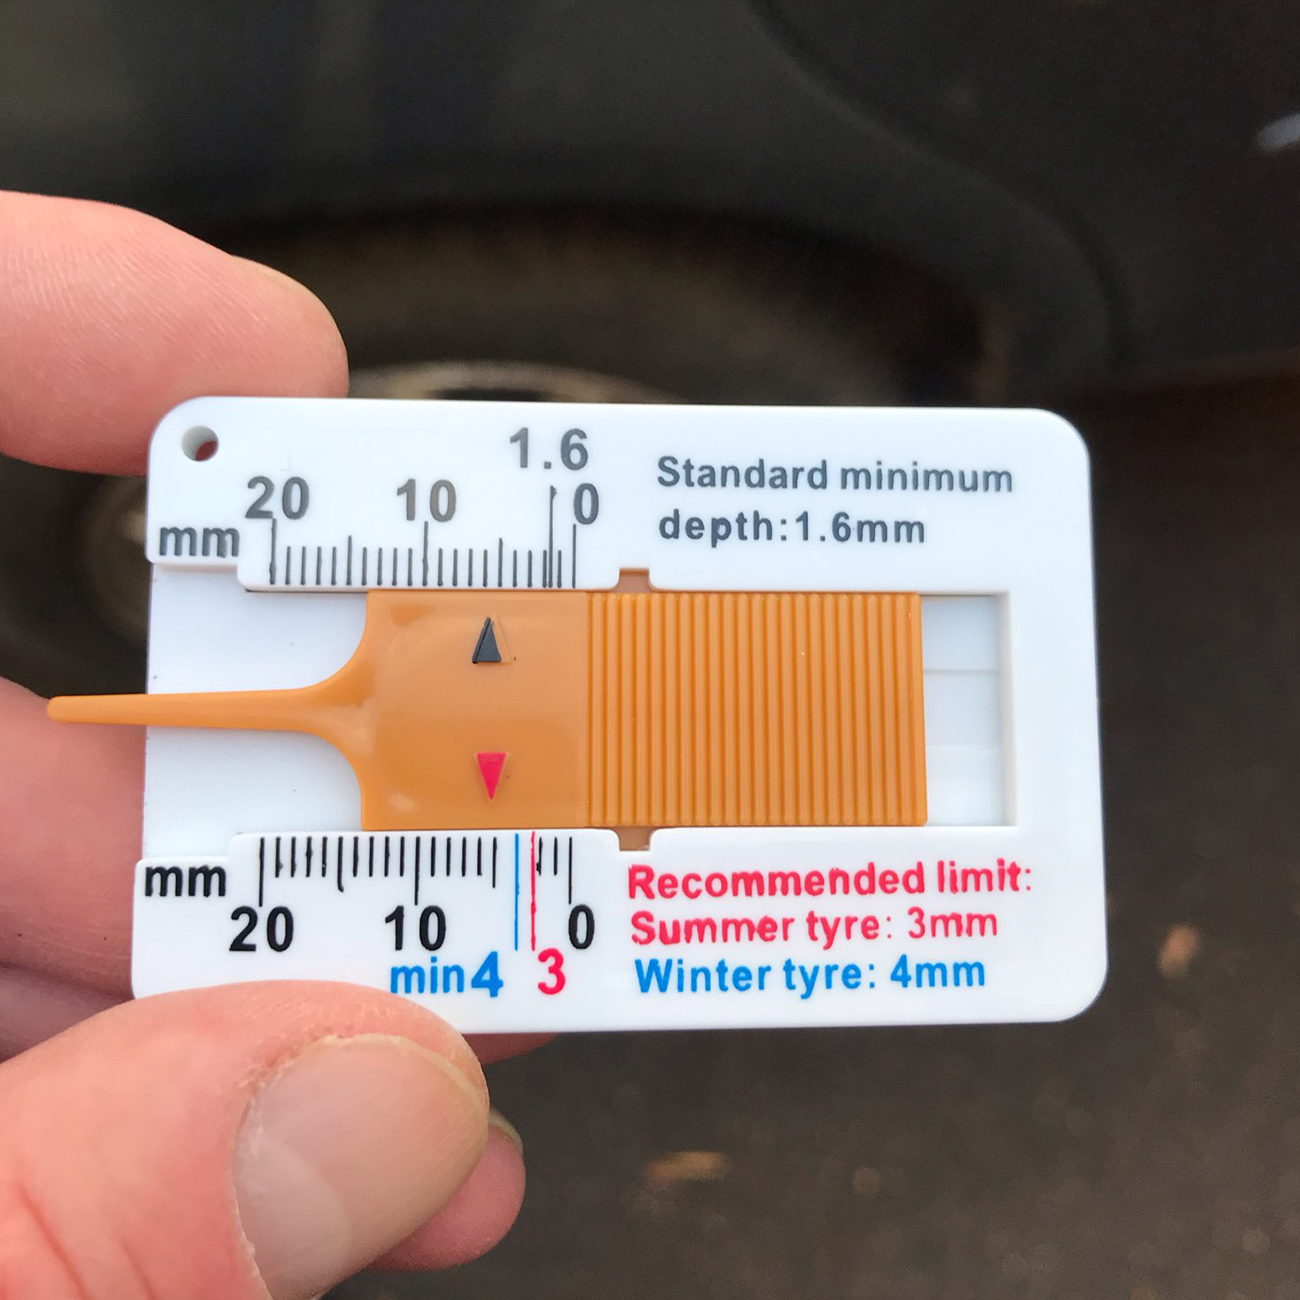 1.6
20 10 0
mm
Standard minimum
depth:1.6mm
mm
20 10 0
min4 3
Recommended limit:
Summer tyre: 3mm
Winter tyre: 4mm